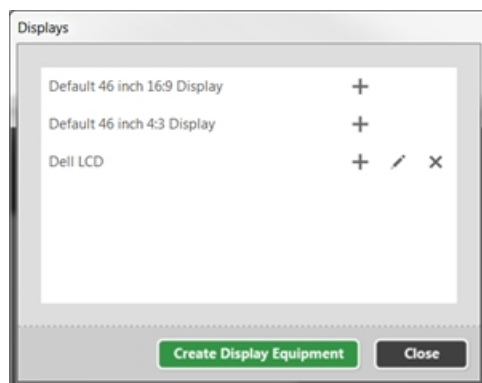 Displays
Default 46 inch 16:9 Display
Default 46 inch 4:3 Display
Dell LCD
Create Display Equipment
Close